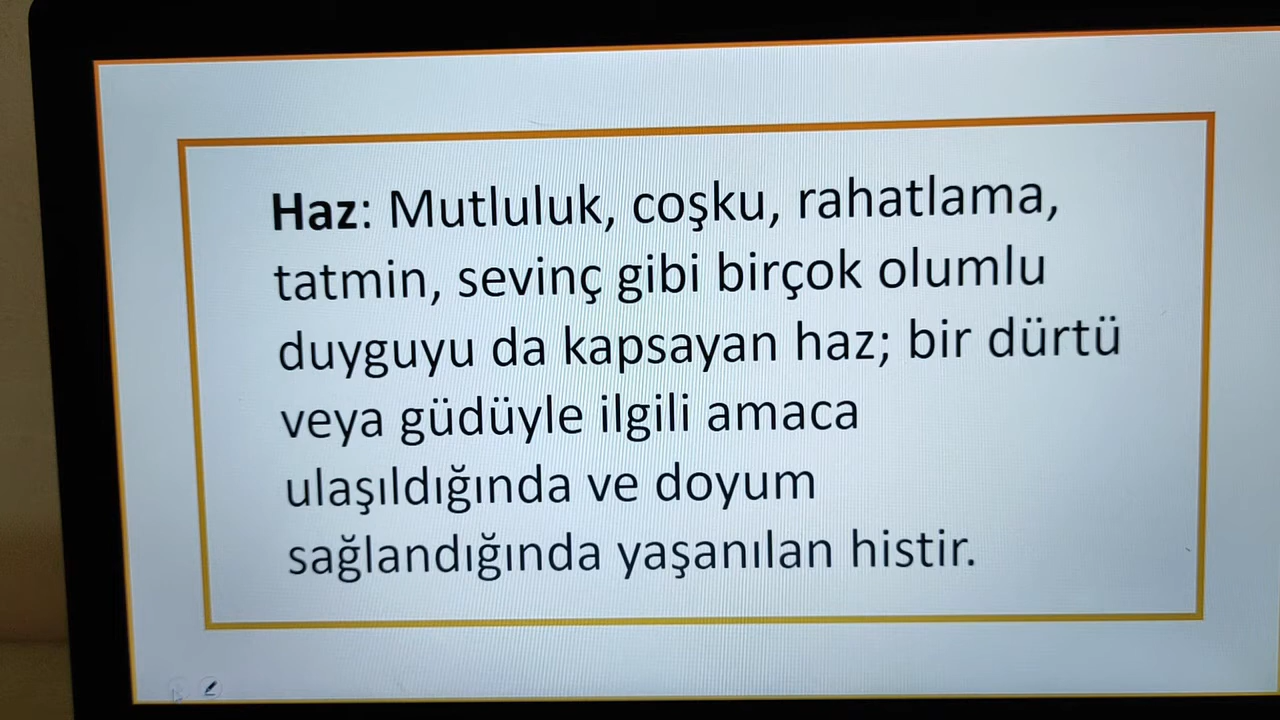 Haz: Mutluluk, coşku, rahatlama,
tatmin, sevinç gibi birçok olumlu
duyguyu da kapsayan haz; bir dürtü
veya güdüyle ilgili amaca
ulaşıldığında ve doyum
sağlandığında yaşanılan histir.